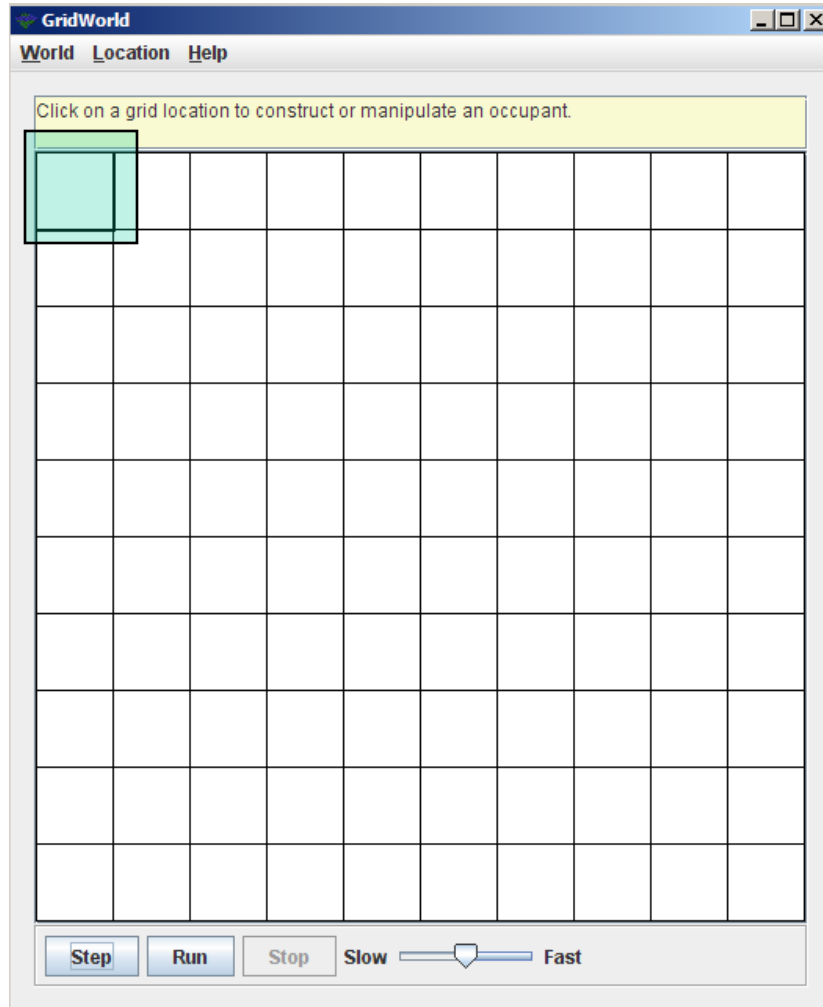 GridWorld
World Location Help
Click on a grid location to construct or manipulate an occupant.
Step Run Stop Slow Fast